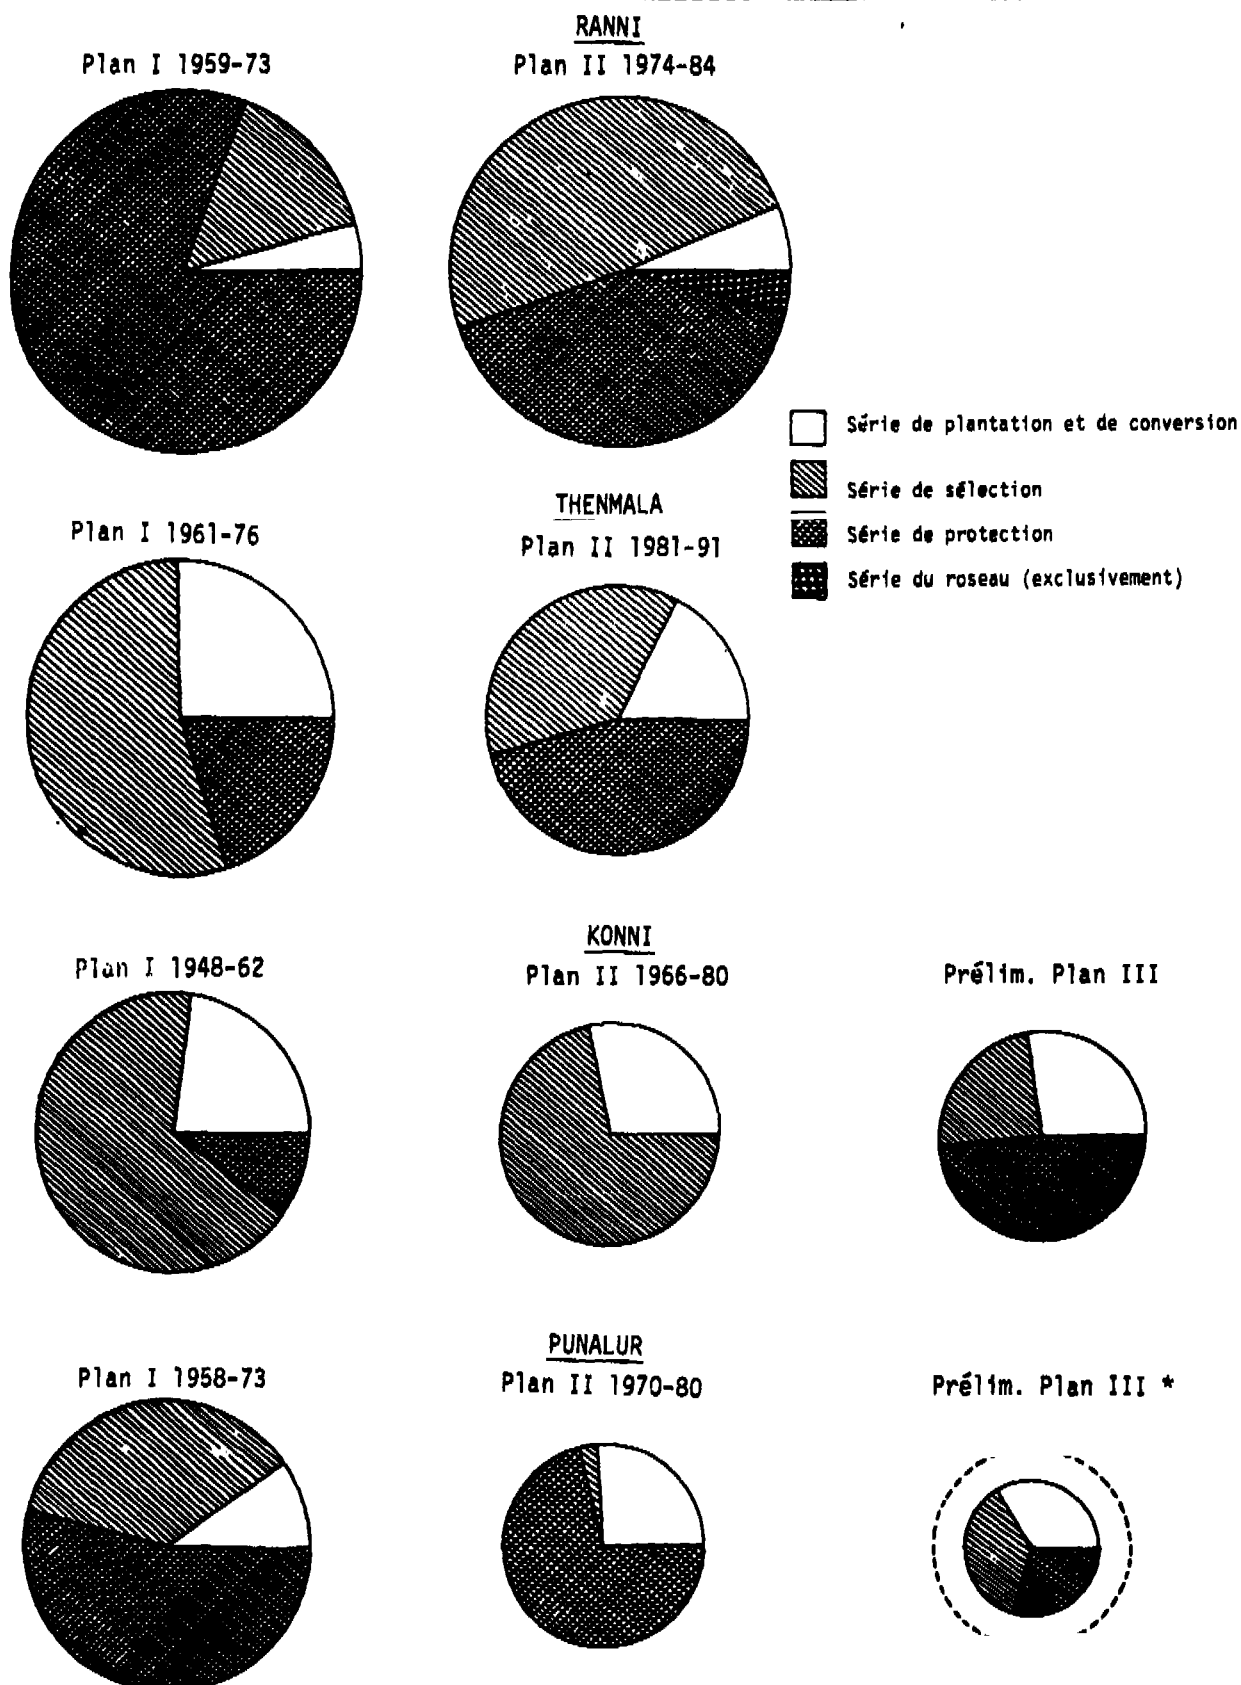 RANNI
Plan I 1959-73
Plan II 1974-84
Série de plantation et de conversion
Série de sélection
Série de protection
Série du roseau (exclusivement)
THENMALA
Plan I 1961-76
Plan II 1981-91
KONNI
Plan I 1948-62
Plan II 1966-80
Prélim. Plan III
PUNALUR
Plan I 1958-73
Plan II 1970-80
Prélim. Plan III *